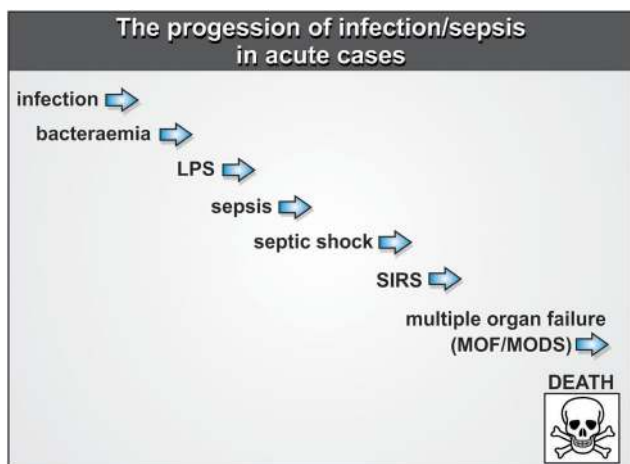 The progession of infection/sepsis
in acute cases
infection
bacteraemia
LPS
sepsis
septic shock
SIRS
multiple organ failure
(MOF/MODS)
DEATH